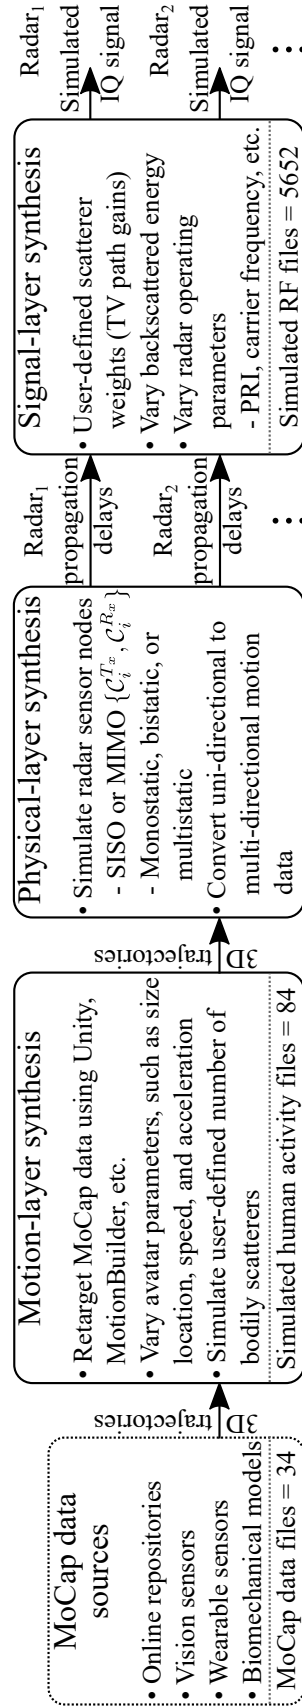 MoCap data
sources
• Online repositories
• Vision sensors
• Wearable sensors
• Biomechanical models
MoCap data files = 34
3D
trajectories
Motion-layer synthesis
• Retarget MoCap data using Unity,
MotionBuilder, etc.
• Vary avatar parameters, such as size
location, speed, and acceleration
• Simulate user-defined number of
bodily scatterers
Simulated human activity files = 84
3D
trajectories
Physical-layer synthesis
• Simulate radar sensor nodes
- SISO or MIMO {𝒞ᵢ^{Tₓ}, 𝒞ᵢ^{Rₓ}}
- Monostatic, bistatic, or
multistatic
• Convert uni-directional to
multi-directional motion
data
Radar₁
propagation
delays
Radar₂
propagation
delays
⋮
Signal-layer synthesis
• User-defined scatterer
weights (TV path gains)
• Vary backscattered energy
• Vary radar operating
parameters
- PRI, carrier frequency, etc.
Simulated RF files = 5652
Radar₁
Simulated
IQ signal
Radar₂
Simulated
IQ signal
⋮